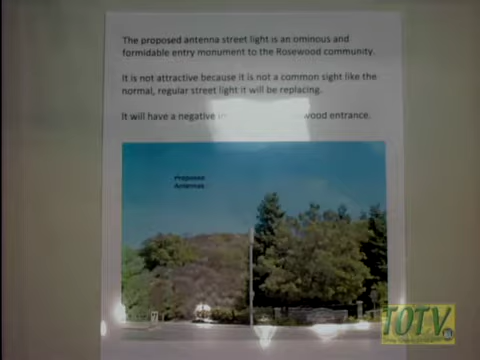 The proposed antenna street light is an ominous and
formidable entry monument to the Rosewood community.
It is not attractive because it is not a common sight like the
normal, regular street light it will be replacing.
It will have a negative wood entrance.
Proposed
Antennas
TOTV